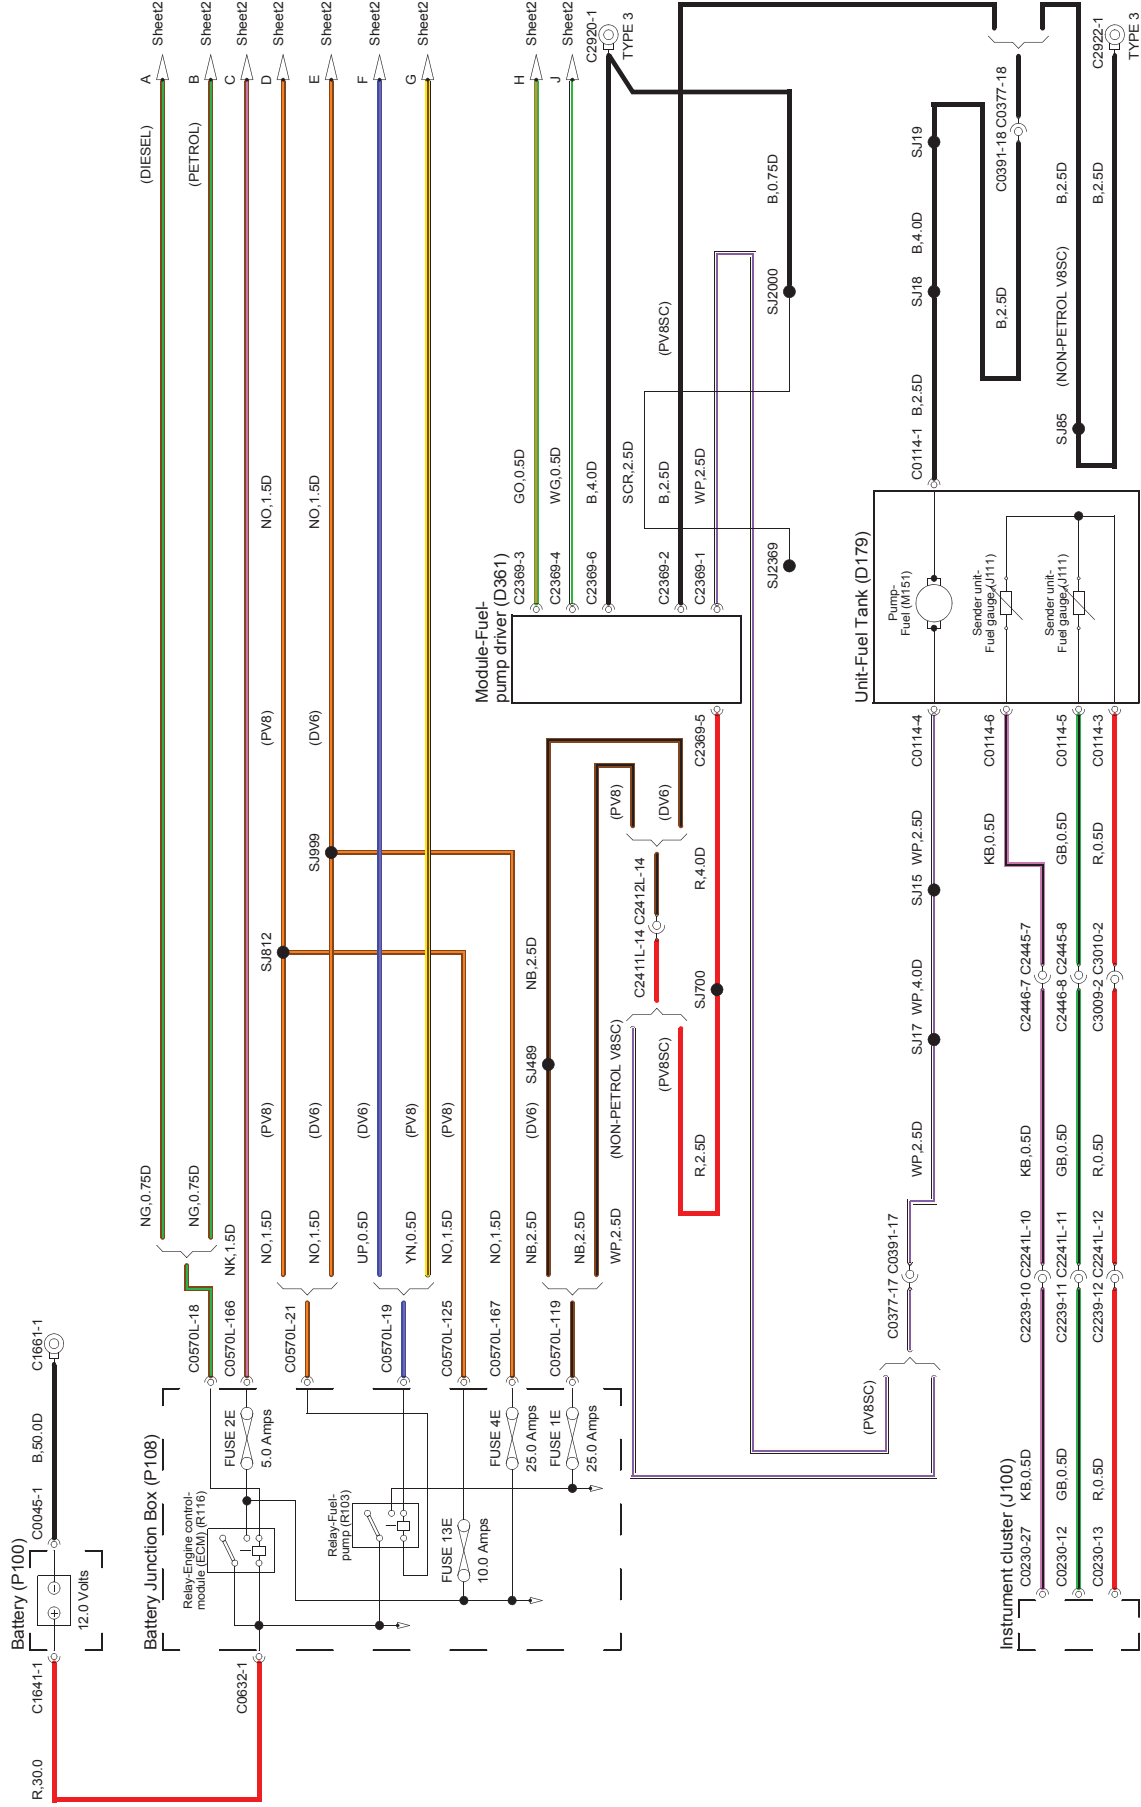 Battery (P100)
12.0 Volts
C1641-1
R,30.0
C0045-1
B,50.0D
C1661-1
Battery Junction Box (P108)
C0632-1
Relay-Engine control-
module (ECM) (R116)
FUSE 2E
5.0 Amps
Relay-Fuel-
pump (R103)
FUSE 13E
10.0 Amps
FUSE 4E
25.0 Amps
FUSE 1E
25.0 Amps
C0570L-18
C0570L-166
C0570L-21
C0570L-19
C0570L-125
C0570L-167
C0570L-119
NG,0.75D
(DIESEL)
A
Sheet2
NG,0.75D
(PETROL)
B
Sheet2
NK,1.5D
C
Sheet2
NO,1.5D
(PV8)
SJ812
(PV8)
NO,1.5D
D
Sheet2
NO,1.5D
(DV6)
SJ999
(DV6)
NO,1.5D
E
Sheet2
UP,0.5D
(DV6)
F
Sheet2
YN,0.5D
(PV8)
G
Sheet2
NO,1.5D
(PV8)
NO,1.5D
NB,2.5D
(DV6)
SJ489
NB,2.5D
NB,2.5D
(PV8)
(DV6)
C2411L-14
C2412L-14
WP,2.5D
(NON-PETROL V8SC)
(PV8SC)
R,2.5D
SJ700
R,4.0D
C2369-5
Module-Fuel-
pump driver (D361)
C2369-3
GO,0.5D
H
Sheet2
C2369-4
WG,0.5D
J
Sheet2
C2369-6
B,4.0D
C2920-1
TYPE 3
SCR,2.5D
C2369-2
B,2.5D
(PV8SC)
C2369-1
WP,2.5D
SJ2369
SJ2000
B,0.75D
(PV8SC)
C0377-17
C0391-17
WP,2.5D
SJ17
WP,4.0D
SJ15
WP,2.5D
C0114-4
Unit-Fuel Tank (D179)
Pump-
Fuel (M151)
Sender unit-
Fuel gauge (J111)
Sender unit-
Fuel gauge (J111)
C0114-1
B,2.5D
SJ18
B,4.0D
SJ19
B,2.5D
C0391-18
C0377-18
SJ85
(NON-PETROL V8SC)
B,2.5D
B,2.5D
C2922-1
TYPE 3
Instrument cluster (J100)
C0230-27
KB,0.5D
C2239-10
C2241L-10
KB,0.5D
C2446-7
C2445-7
KB,0.5D
C0114-6
C0230-12
GB,0.5D
C2239-11
C2241L-11
GB,0.5D
C2446-8
C2445-8
GB,0.5D
C0114-5
C0230-13
R,0.5D
C2239-12
C2241L-12
R,0.5D
C3009-2
C3010-2
R,0.5D
C0114-3